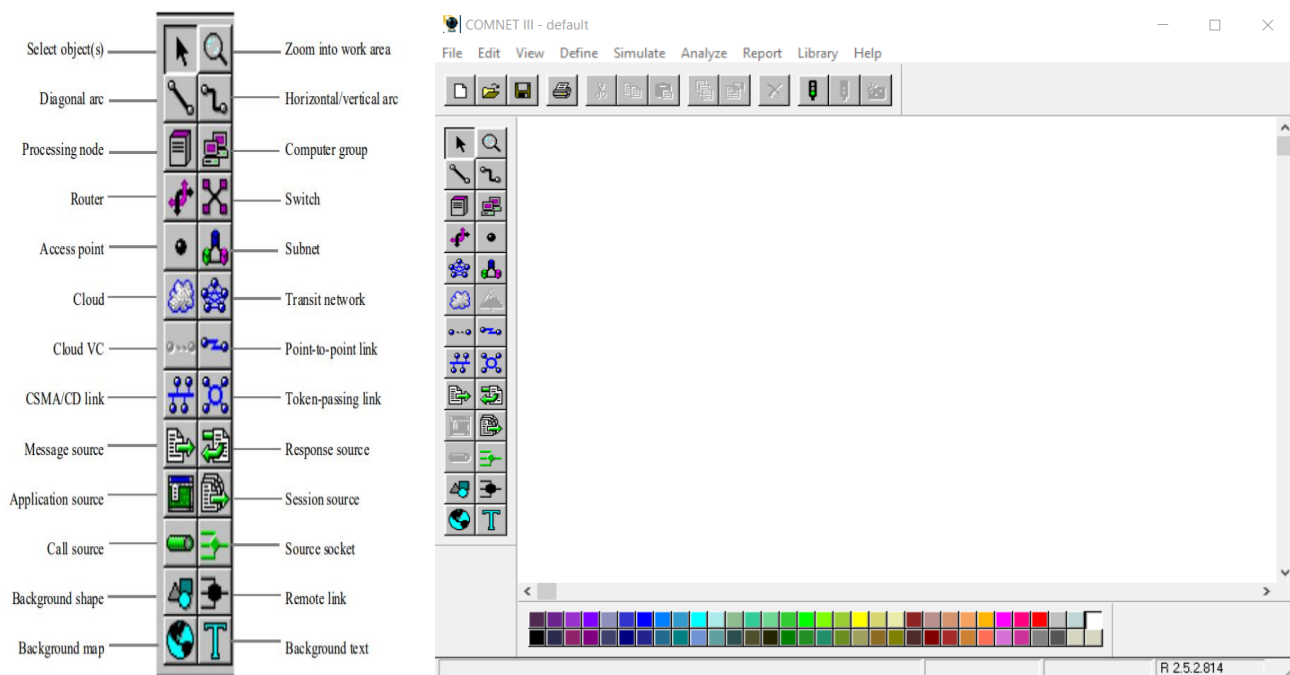 Select object(s)
Zoom into work area
Diagonal arc
Horizontal/vertical arc
Processing node
Computer group
Router
Switch
Access point
Subnet
Cloud
Transit network
Cloud VC
Point-to-point link
CSMA/CD link
Token-passing link
Message source
Response source
Application source
Session source
Call source
Source socket
Background shape
Remote link
Background map
Background text
T
COMNET III - default
File Edit View Define Simulate Analyze Report Library Help
T
R 2.5.2.814